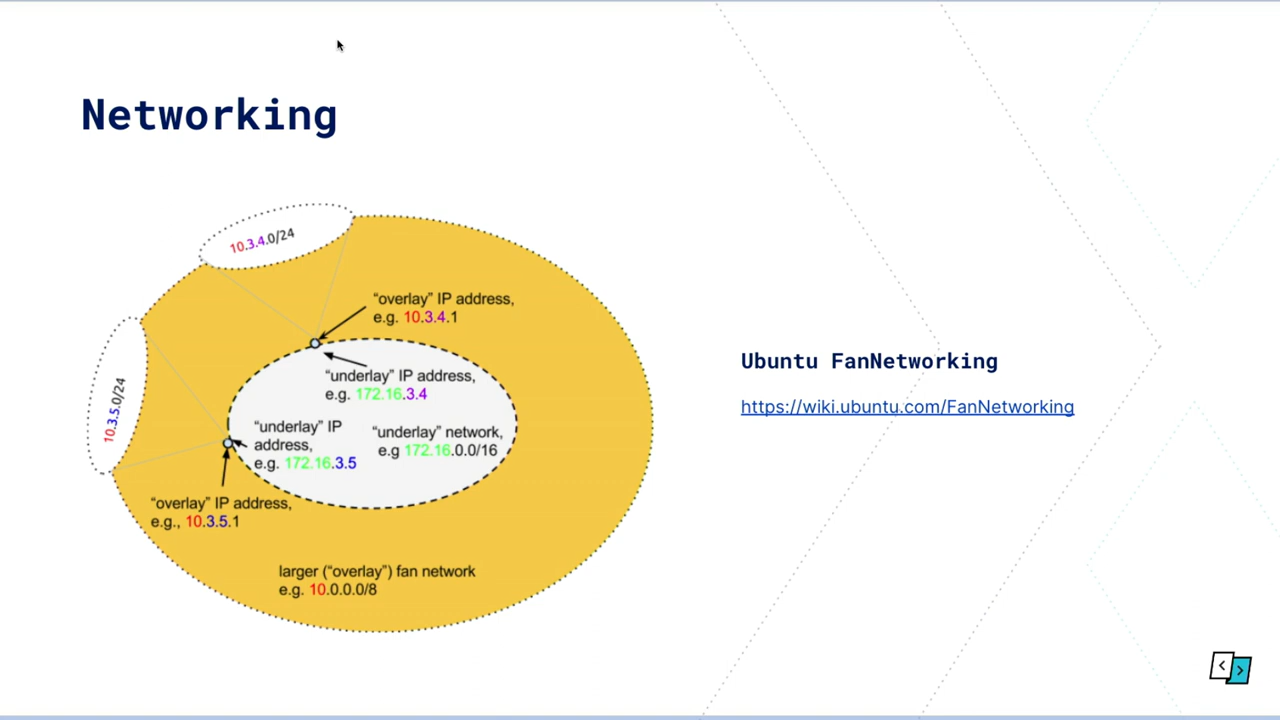 Networking
10.3.4.0/24
"overlay" IP address,
e.g. 10.3.4.1
"underlay" IP address,
e.g. 172.16.3.4
10.3.5.0/24
"underlay" IP
address,
e.g. 172.16.3.5
"underlay" network,
e.g 172.16.0.0/16
"overlay" IP address,
e.g., 10.3.5.1
larger ("overlay") fan network
e.g. 10.0.0.0/8
Ubuntu FanNetworking
https://wiki.ubuntu.com/FanNetworking